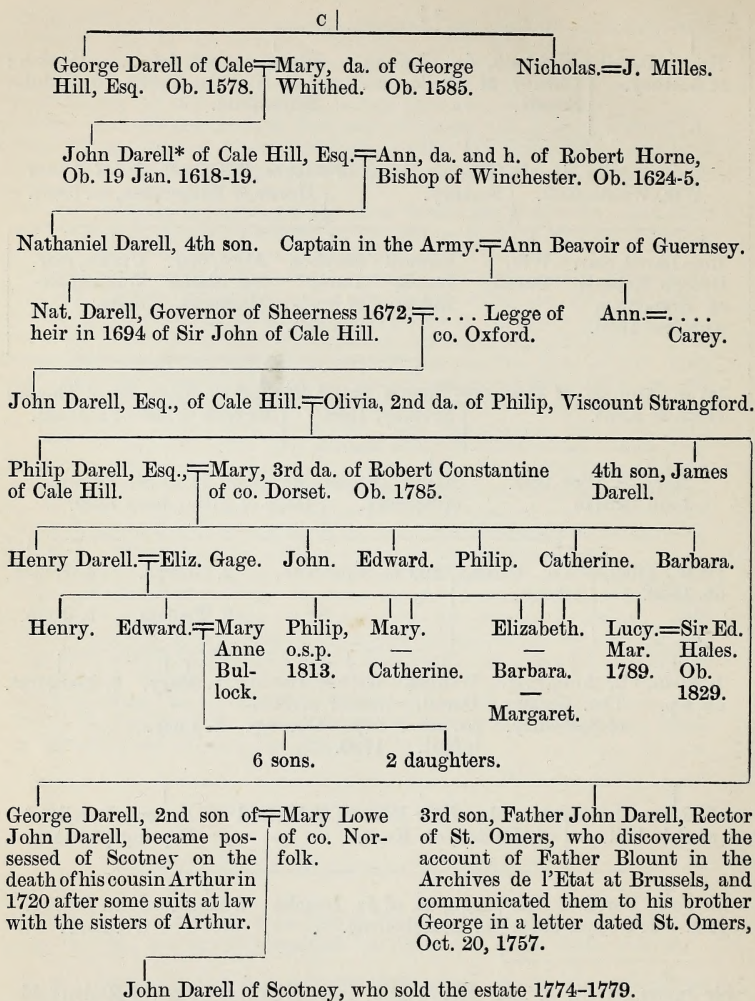 C
George Darell of Cale=Mary, da. of George Nicholas.=J. Milles.
Hill, Esq. Ob. 1578. Whithed. Ob. 1585.
John Darell* of Cale Hill, Esq.=Ann, da. and h. of Robert Horne,
Ob. 19 Jan. 1618-19. Bishop of Winchester. Ob. 1624-5.
Nathaniel Darell, 4th son. Captain in the Army.=Ann Beavoir of Guernsey.
Nat. Darell, Governor of Sheerness 1672,=. . . . Legge of Ann.=. . . .
heir in 1694 of Sir John of Cale Hill. co. Oxford. Carey.
John Darell, Esq., of Cale Hill.=Olivia, 2nd da. of Philip, Viscount Strangford.
Philip Darell, Esq.,=Mary, 3rd da. of Robert Constantine 4th son, James
of Cale Hill. of co. Dorset. Ob. 1785. Darell.
Henry Darell.=Eliz. Gage. John. Edward. Philip. Catherine. Barbara.
Henry. Edward.=Mary Philip, Mary. Elizabeth. Lucy.=Sir Ed.
Anne o.s.p. — — Mar. Hales.
Bul- 1813. Catherine. Barbara. 1789. Ob.
lock. — 1829.
Margaret.
6 sons. 2 daughters.
George Darell, 2nd son of=Mary Lowe
John Darell, became pos- of co. Nor-
sessed of Scotney on the folk.
death of his cousin Arthur in
1720 after some suits at law
with the sisters of Arthur.
3rd son, Father John Darell, Rector
of St. Omers, who discovered the
account of Father Blount in the
Archives de l'Etat at Brussels, and
communicated them to his brother
George in a letter dated St. Omers,
Oct. 20, 1757.
John Darell of Scotney, who sold the estate 1774-1779.